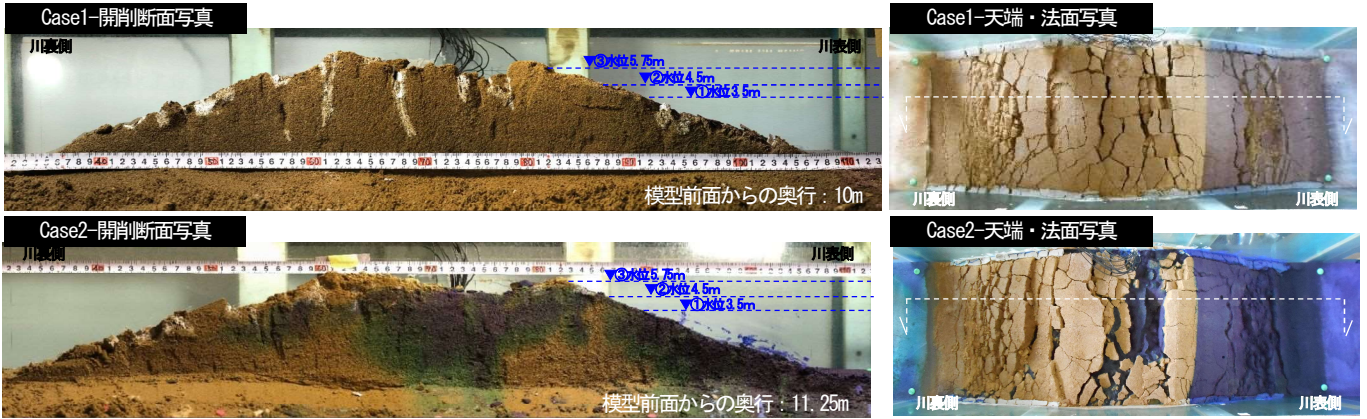 Case1-開削断面写真
川裏側
川表側
▼③水位5.75m
▼②水位4.5m
▼①水位3.5m
模型前面からの奥行：10m
Case1-天端・法面写真
川裏側
川表側
Case2-開削断面写真
川裏側
川表側
▼③水位5.75m
▼②水位4.5m
▼①水位3.5m
模型前面からの奥行：11.25m
Case2-天端・法面写真
川裏側
川表側